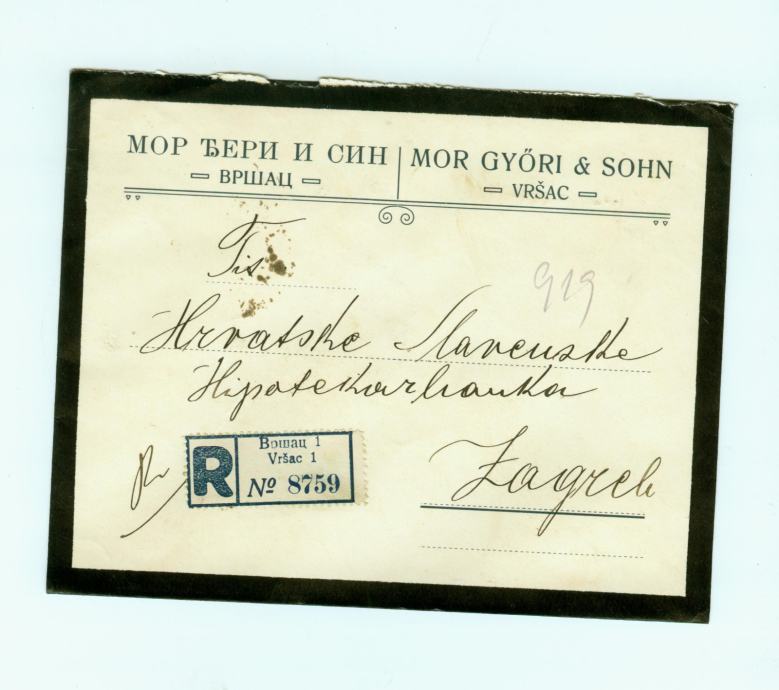 МОР ЂЕРИ И СИН
ВРШАЦ
MOR GYŐRI & SOHN
VRŠAC
Tit
919
Hrvatske Slavenske
Hipotekarbanka
R
Вршац 1
Vršac 1
№ 8759
Zagreb